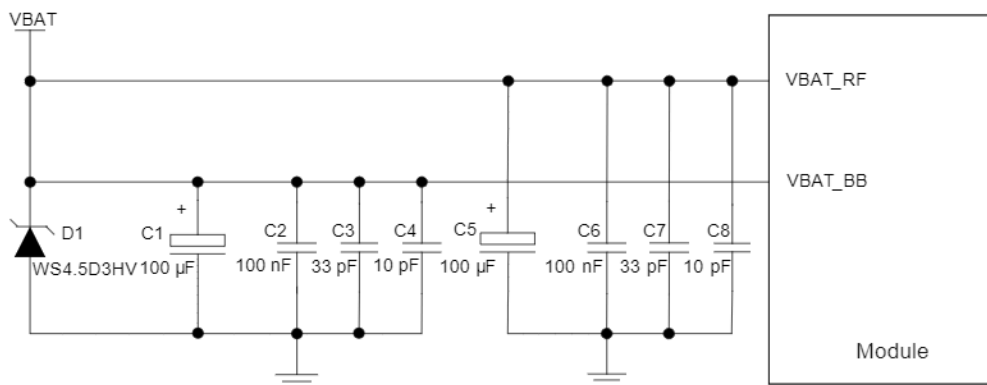 VBAT
VBAT_RF
VBAT_BB
+
+
D1
C1
C2
C3
C4
C5
C6
C7
C8
WS4.5D3HV
100 µF
100 nF
33 pF
10 pF
100 µF
100 nF
33 pF
10 pF
Module